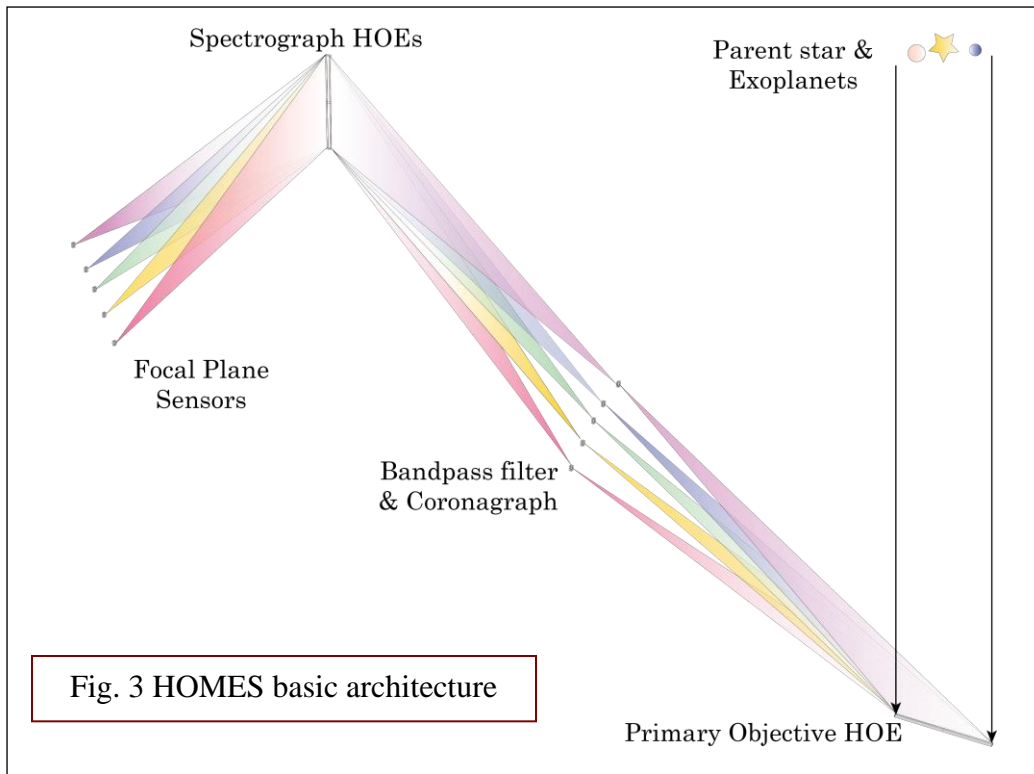 Spectrograph HOEs
Parent star &
Exoplanets
Focal Plane
Sensors
Bandpass filter
& Coronagraph
Fig. 3 HOMES basic architecture
Primary Objective HOE